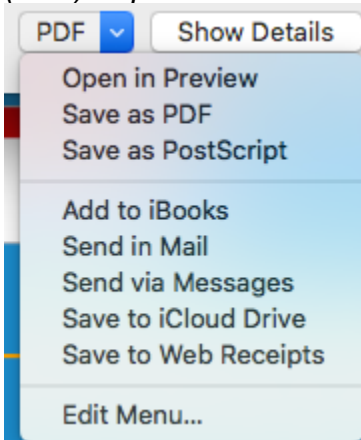 PDF Show Details
Open in Preview
Save as PDF
Save as PostScript
Add to iBooks
Send in Mail
Send via Messages
Save to iCloud Drive
Save to Web Receipts
Edit Menu...